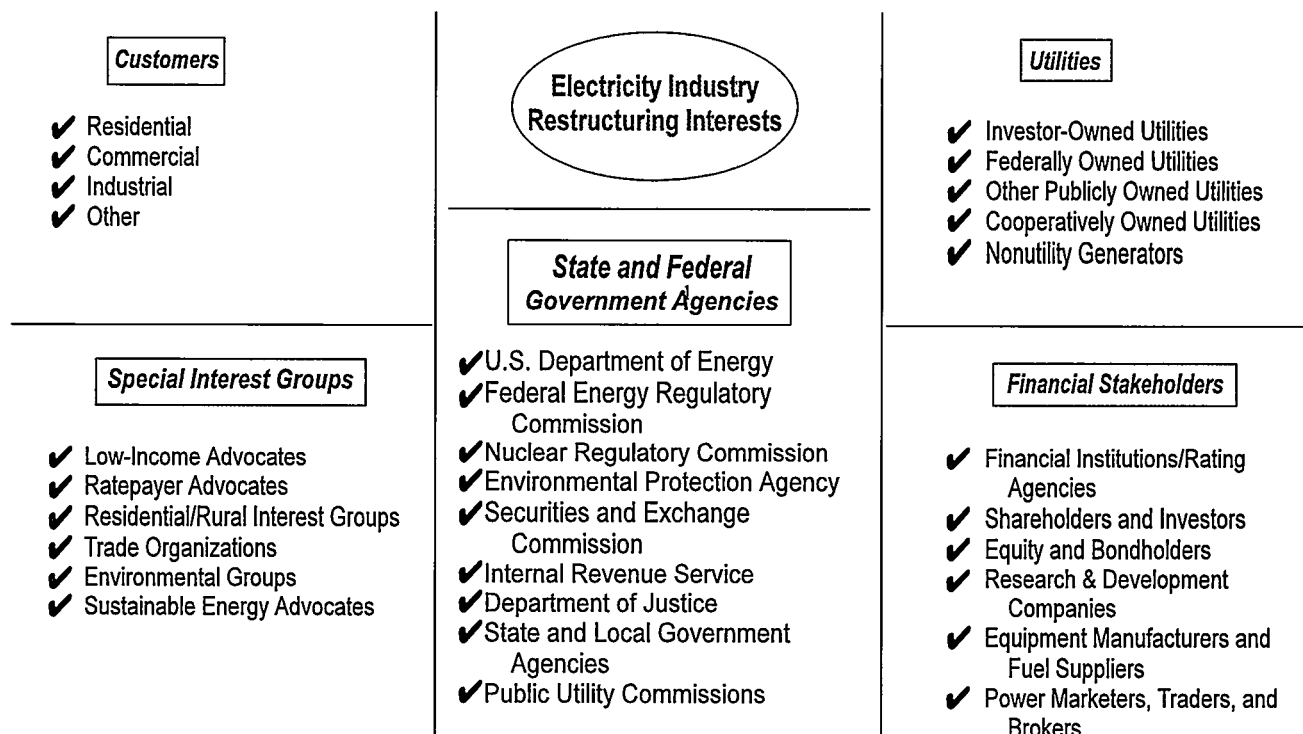 Customers
✔ Residential
✔ Commercial
✔ Industrial
✔ Other
Special Interest Groups
✔ Low-Income Advocates
✔ Ratepayer Advocates
✔ Residential/Rural Interest Groups
✔ Trade Organizations
✔ Environmental Groups
✔ Sustainable Energy Advocates
Electricity Industry
Restructuring Interests
State and Federal
Government Agencies
✔ U.S. Department of Energy
✔ Federal Energy Regulatory
Commission
✔ Nuclear Regulatory Commission
✔ Environmental Protection Agency
✔ Securities and Exchange
Commission
✔ Internal Revenue Service
✔ Department of Justice
✔ State and Local Government
Agencies
✔ Public Utility Commissions
Utilities
✔ Investor-Owned Utilities
✔ Federally Owned Utilities
✔ Other Publicly Owned Utilities
✔ Cooperatively Owned Utilities
✔ Nonutility Generators
Financial Stakeholders
✔ Financial Institutions/Rating
Agencies
✔ Shareholders and Investors
✔ Equity and Bondholders
✔ Research & Development
Companies
✔ Equipment Manufacturers and
Fuel Suppliers
✔ Power Marketers, Traders, and
Brokers